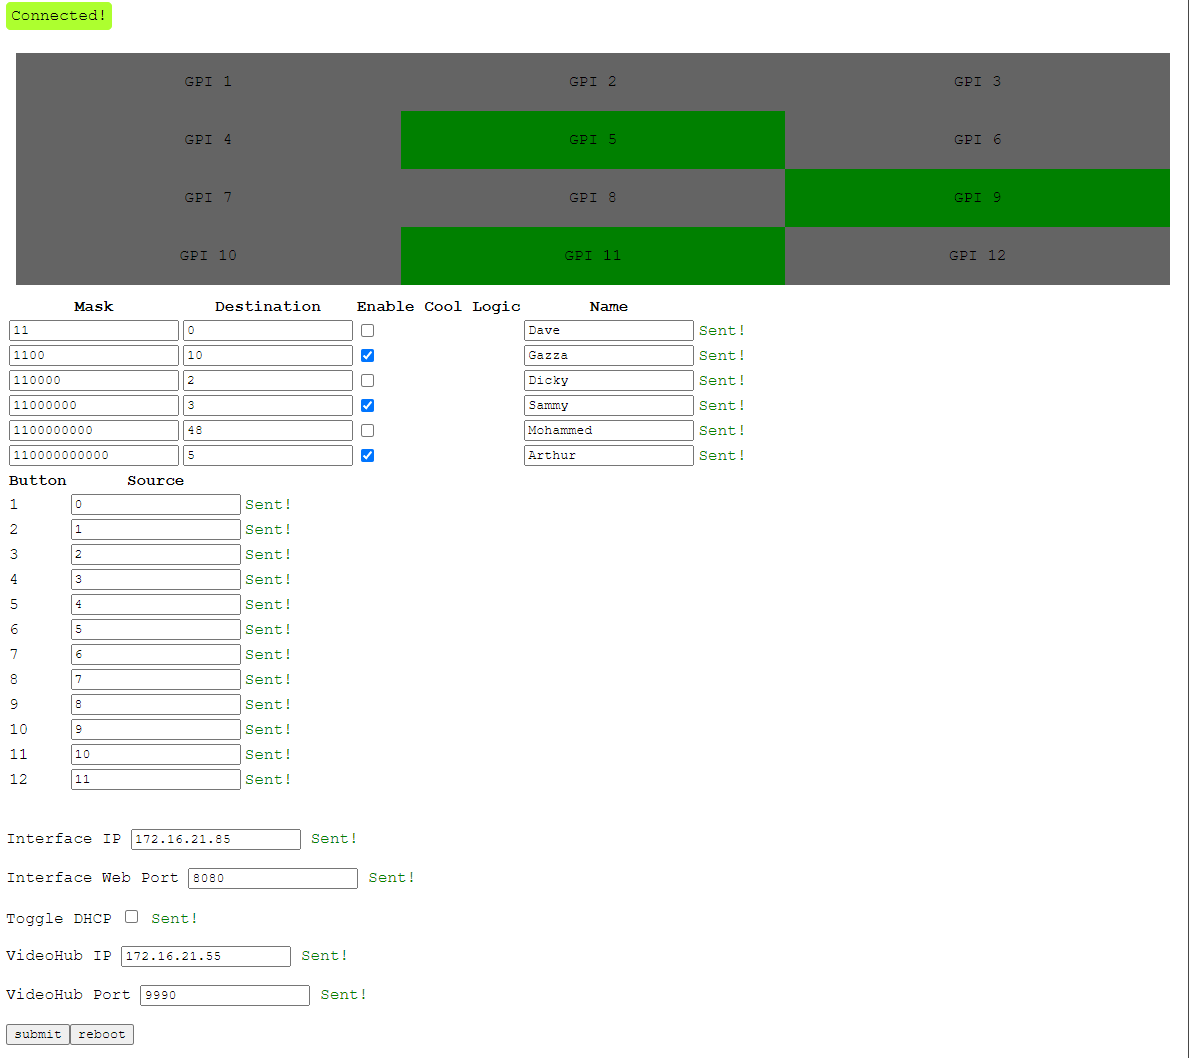 Connected!
GPI 1 GPI 2 GPI 3
GPI 4 GPI 5 GPI 6
GPI 7 GPI 8 GPI 9
GPI 10 GPI 11 GPI 12
Mask Destination Enable Cool Logic Name
11 0 Dave Sent!
1100 10 Gazza Sent!
110000 2 Dicky Sent!
11000000 3 Sammy Sent!
1100000000 48 Mohammed Sent!
110000000000 5 Arthur Sent!
Button Source
1 0 Sent!
2 1 Sent!
3 2 Sent!
4 3 Sent!
5 4 Sent!
6 5 Sent!
7 6 Sent!
8 7 Sent!
9 8 Sent!
10 9 Sent!
11 10 Sent!
12 11 Sent!
Interface IP 172.16.21.85 Sent!
Interface Web Port 8080 Sent!
Toggle DHCP Sent!
VideoHub IP 172.16.21.55 Sent!
VideoHub Port 9990 Sent!
submit reboot